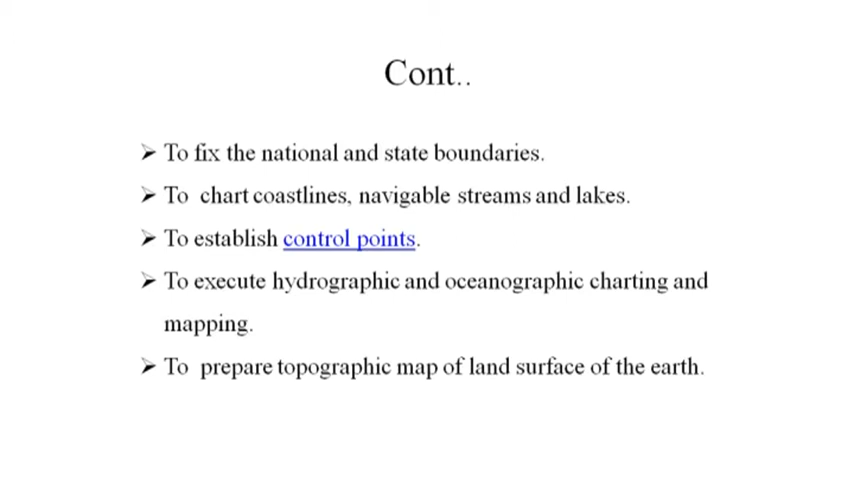 Cont..
➢ To fix the national and state boundaries.
➢ To chart coastlines, navigable streams and lakes.
➢ To establish control points.
➢ To execute hydrographic and oceanographic charting and
mapping.
➢ To prepare topographic map of land surface of the earth.